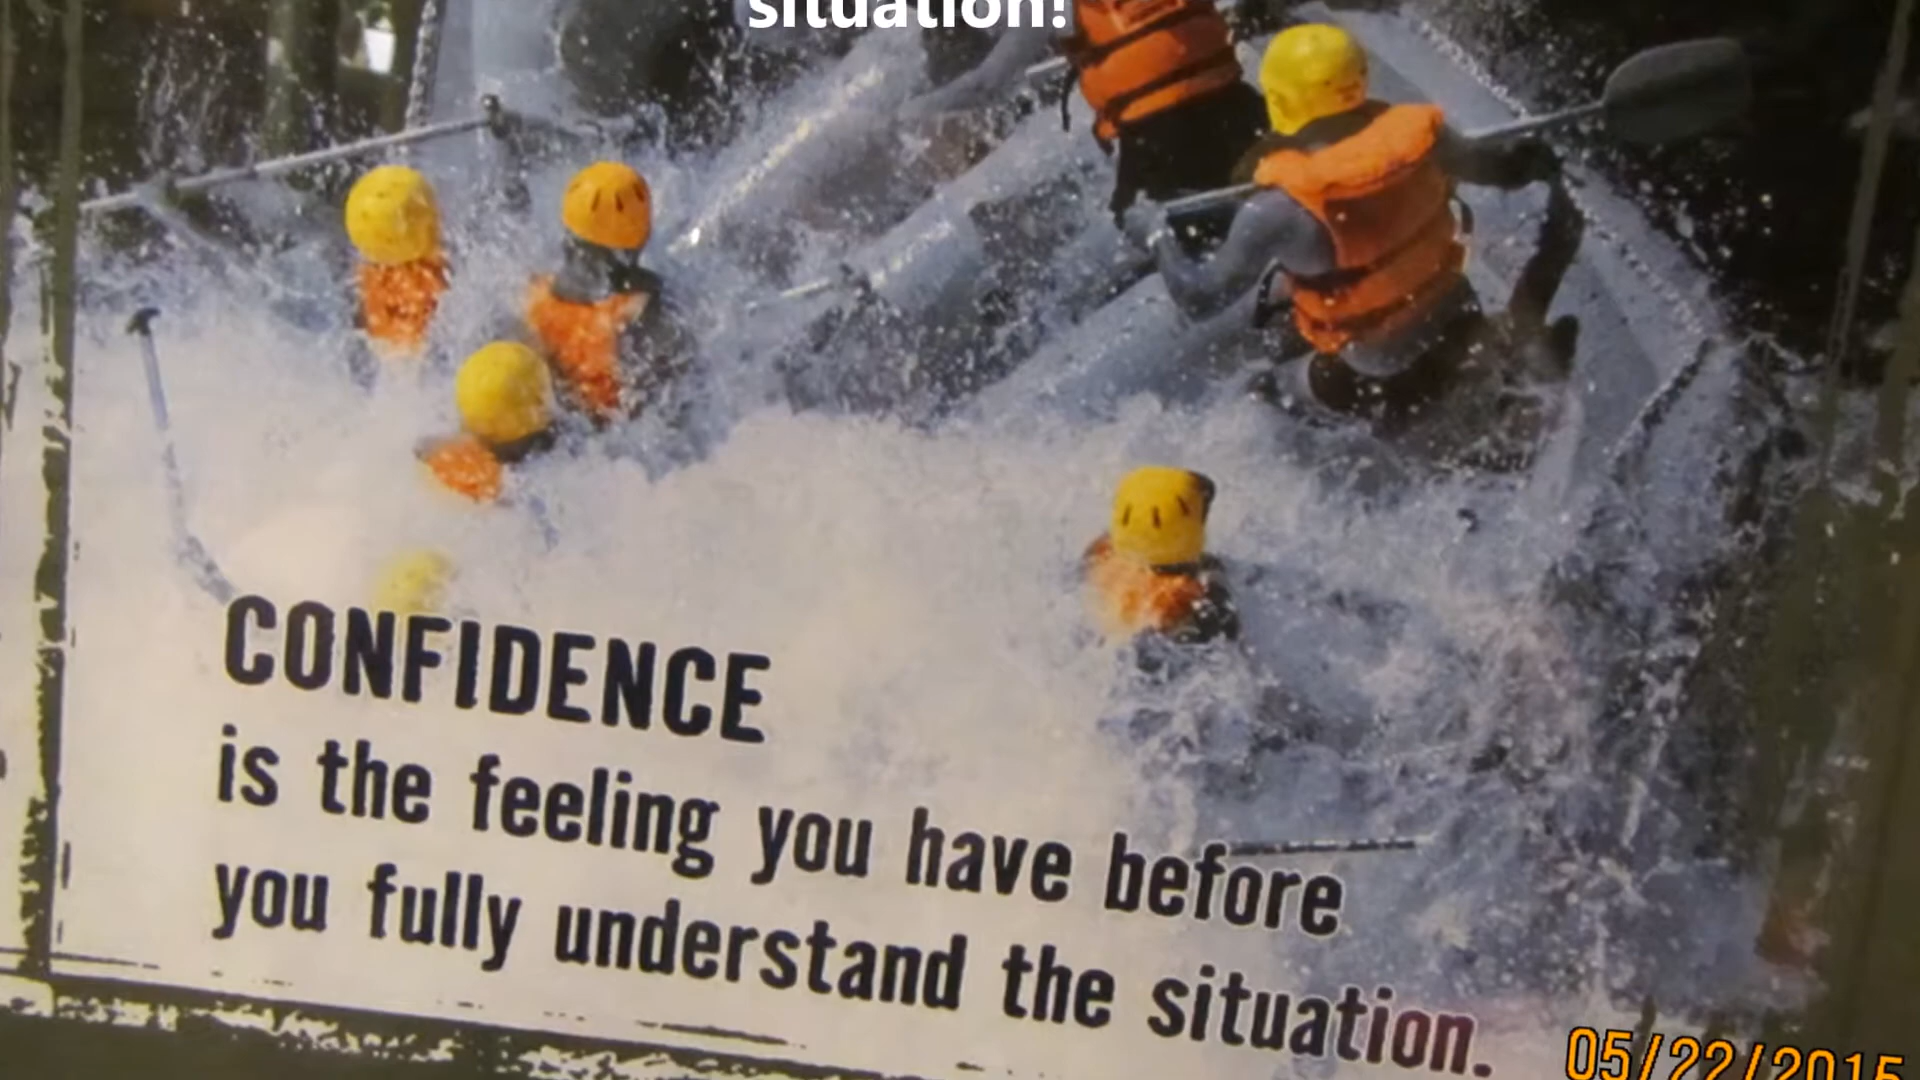 situation!
CONFIDENCE
is the feeling you have before
you fully understand the situation.
05/22/2015